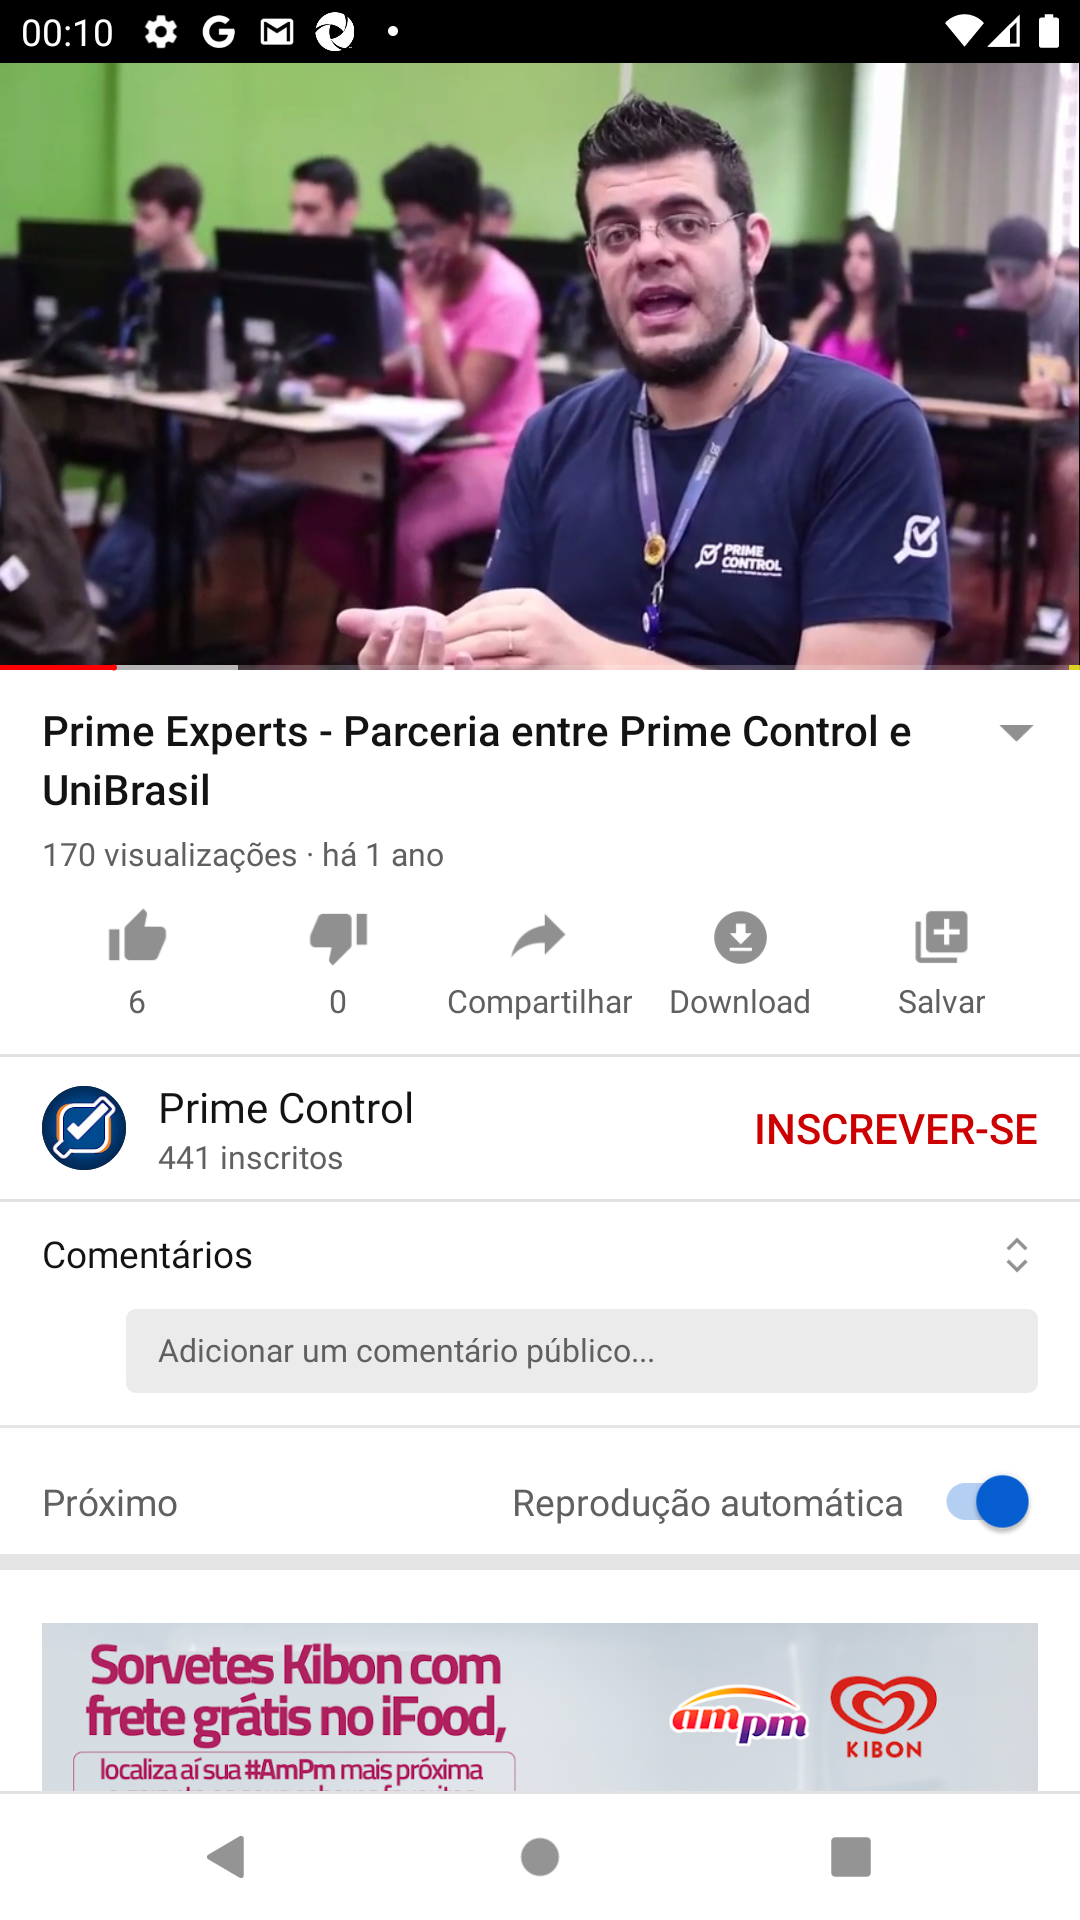 00:10
PRIME
CONTROL
Prime Experts - Parceria entre Prime Control e
UniBrasil
170 visualizações · há 1 ano
6
0
Compartilhar
Download
Salvar
Prime Control
441 inscritos
INSCREVER-SE
Comentários
Adicionar um comentário público...
Próximo
Reprodução automática
Sorvetes Kibon com
frete grátis no iFood,
localiza aí sua #AmPm mais próxima
ampm
KIBON